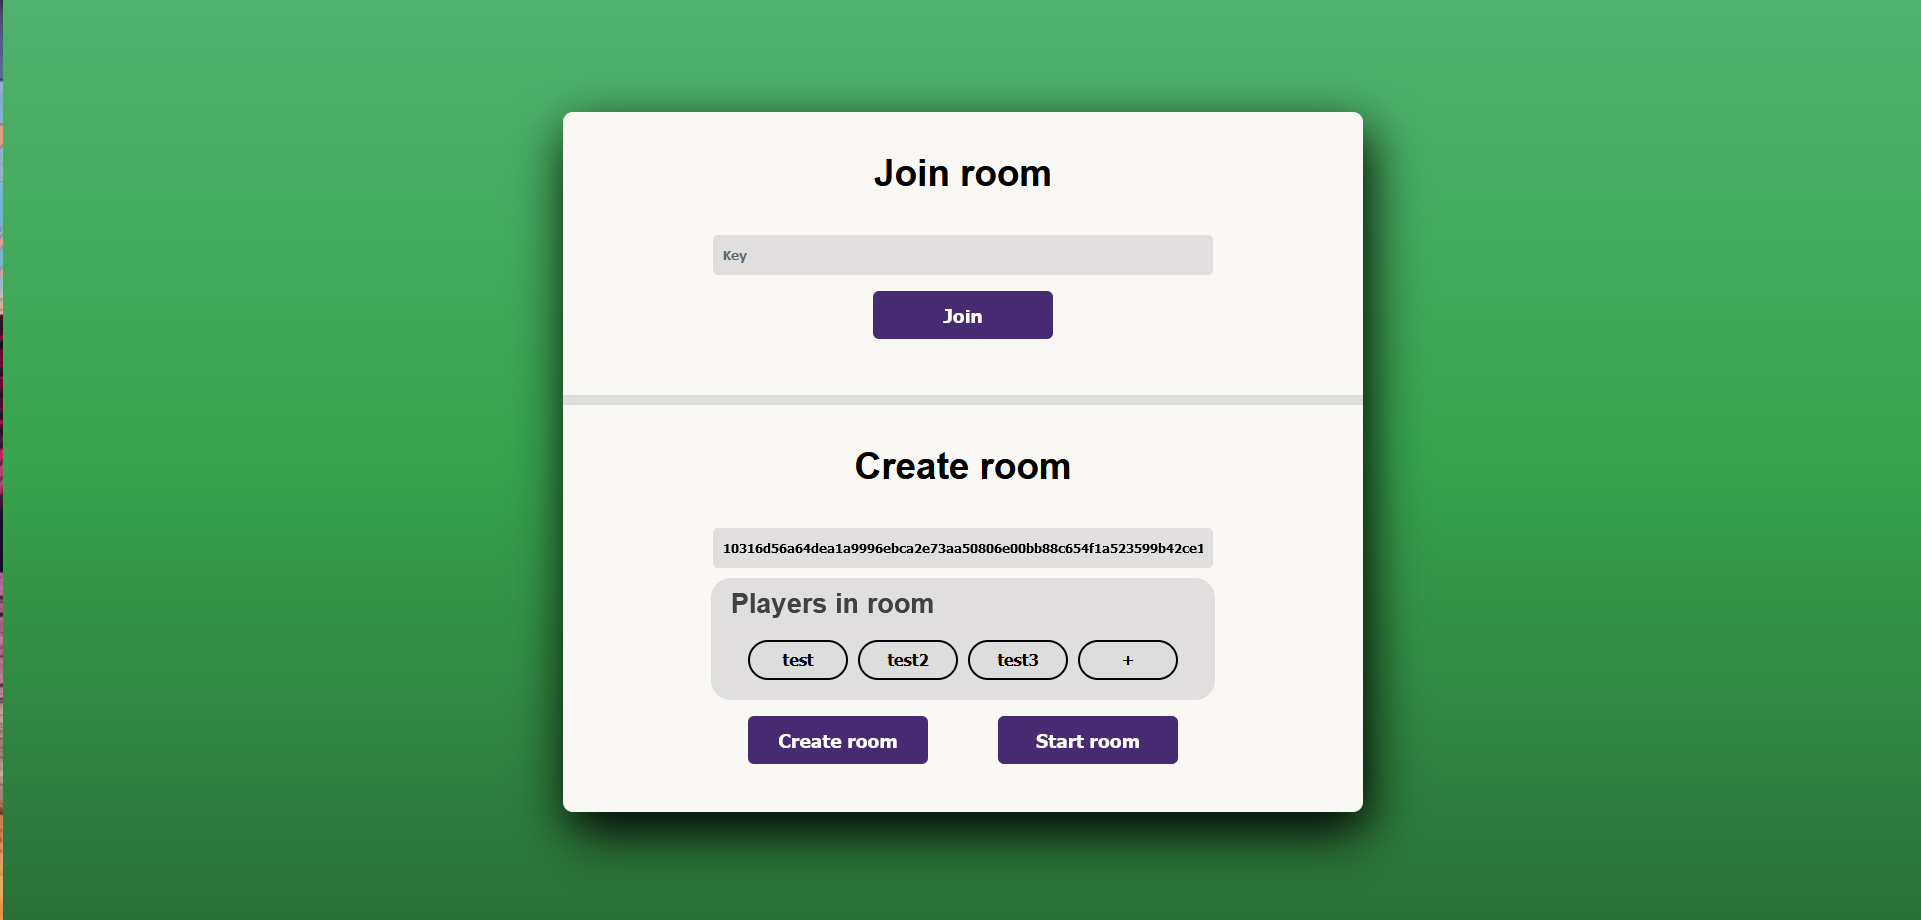 Join room
Key
Join
Create room
10316d56a64dea1a9996ebca2e73aa50806e00bb88c654f1a523599b42ce1
Players in room
test test2 test3 +
Create room Start room